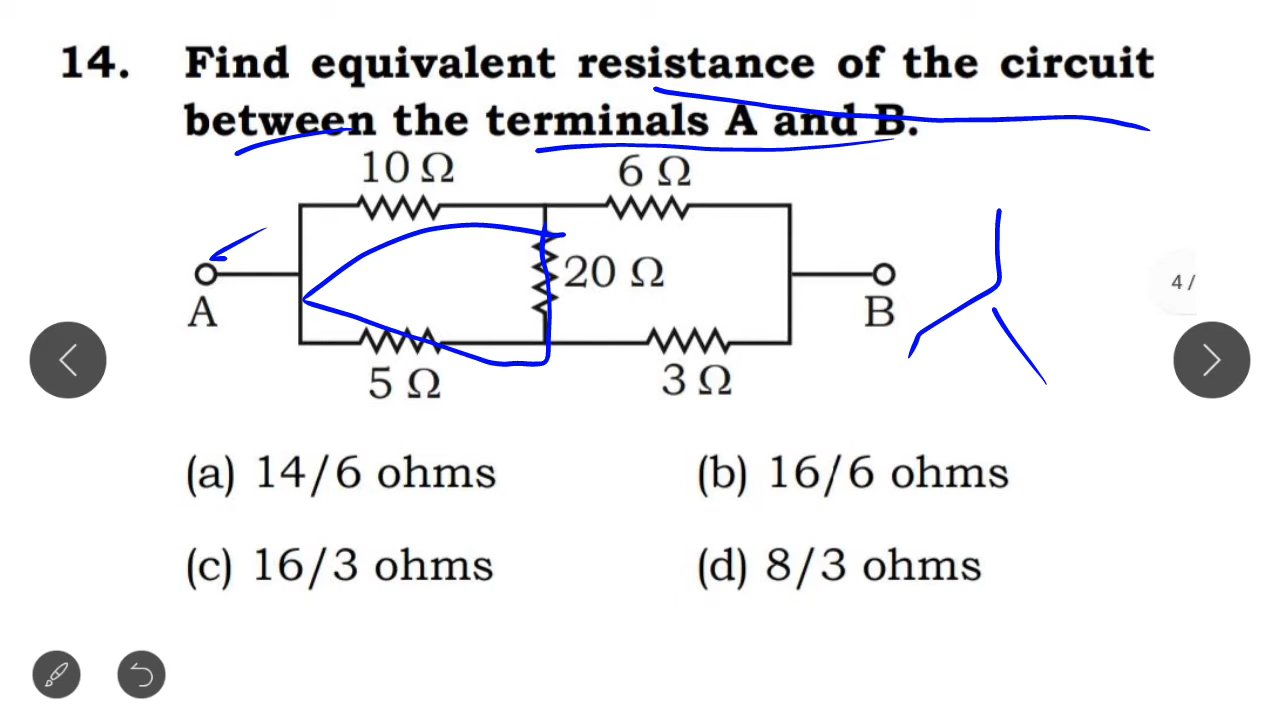 14. Find equivalent resistance of the circuit
between the terminals A and B.
10 Ω 6 Ω
20 Ω
A B
5 Ω 3 Ω
4/
(a) 14/6 ohms (b) 16/6 ohms
(c) 16/3 ohms (d) 8/3 ohms